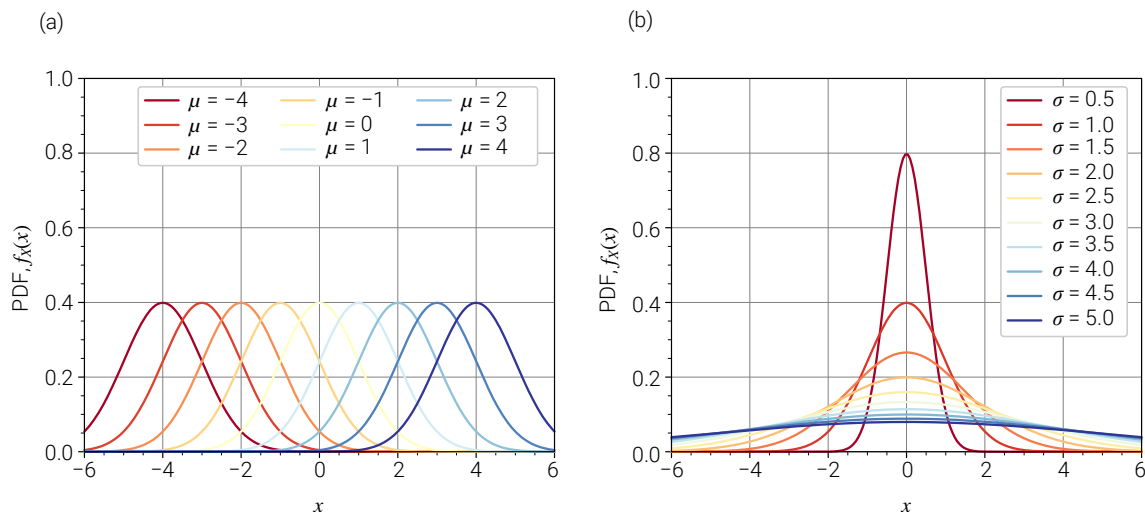 (a)
PDF, fX(x)
1.0
0.8
0.6
0.4
0.2
0.0
μ = −4
μ = −3
μ = −2
μ = −1
μ = 0
μ = 1
μ = 2
μ = 3
μ = 4
−6 −4 −2 0 2 4 6
x
(b)
PDF, fX(x)
1.0
0.8
0.6
0.4
0.2
0.0
σ = 0.5
σ = 1.0
σ = 1.5
σ = 2.0
σ = 2.5
σ = 3.0
σ = 3.5
σ = 4.0
σ = 4.5
σ = 5.0
−6 −4 −2 0 2 4 6
x